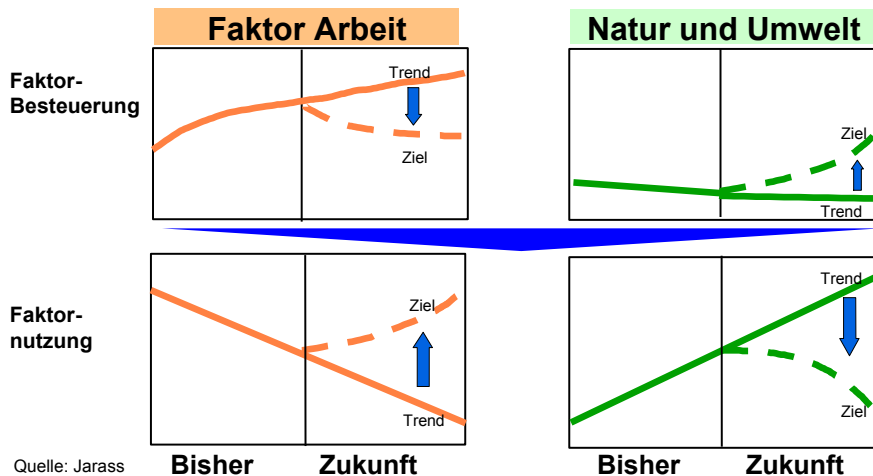 Faktor Arbeit
Natur und Umwelt
Faktor-
Besteuerung
Trend
Ziel
Ziel
Trend
Faktor-
nutzung
Ziel
Trend
Trend
Ziel
Quelle: Jarass
Bisher
Zukunft
Bisher
Zukunft